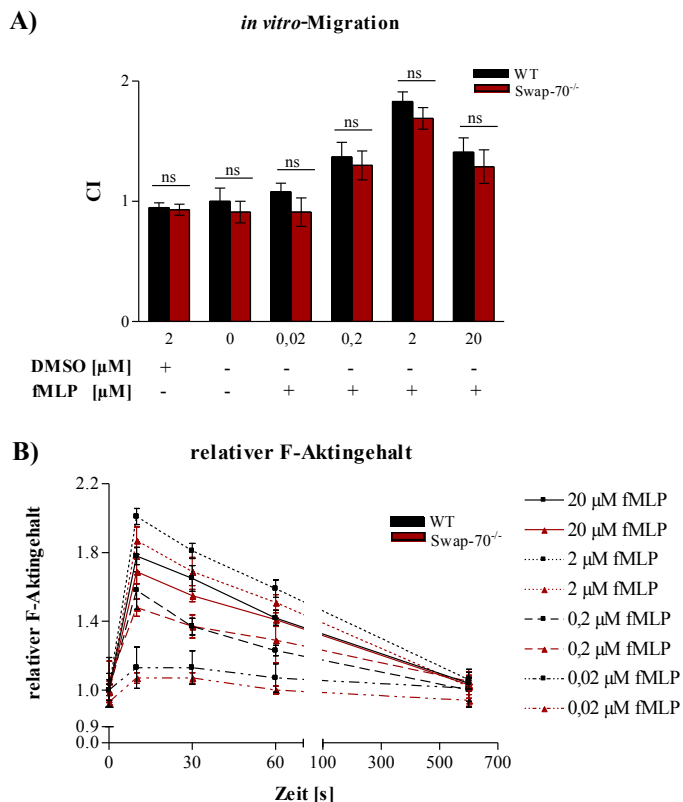 A)
in vitro-Migration
WT
Swap-70-/-
CI
2
1
0
ns ns ns ns ns ns
2 0 0,02 0,2 2 20
DMSO [µM] + - - - - -
fMLP [µM] - - + + + +
B)
relativer F-Aktingehalt
WT
Swap-70-/-
relativer F-Aktingehalt
2.2
1.8
1.4
1.0
0.9
0.0
0 30 60 100 300 500 700
Zeit [s]
20 µM fMLP
20 µM fMLP
2 µM fMLP
2 µM fMLP
0,2 µM fMLP
0,2 µM fMLP
0,02 µM fMLP
0,02 µM fMLP